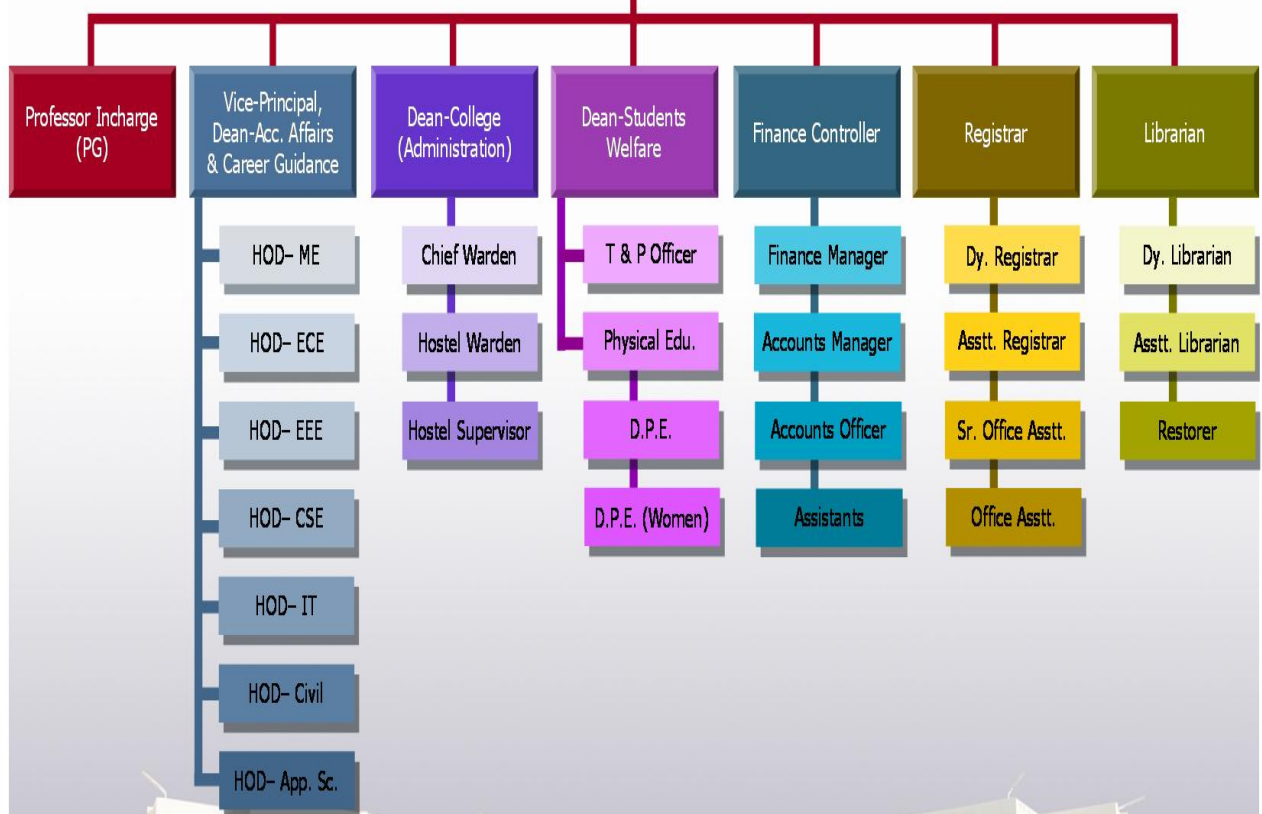 Professor Incharge
(PG)
Vice-Principal,
Dean-Acc. Affairs
& Career Guidance
Dean-College
(Administration)
Dean-Students
Welfare
Finance Controller
Registrar
Librarian
HOD– ME
HOD– ECE
HOD– EEE
HOD– CSE
HOD– IT
HOD– Civil
HOD– App. Sc.
Chief Warden
Hostel Warden
Hostel Supervisor
T & P Officer
Physical Edu.
D.P.E.
D.P.E. (Women)
Finance Manager
Accounts Manager
Accounts Officer
Assistants
Dy. Registrar
Asstt. Registrar
Sr. Office Asstt.
Office Asstt.
Dy. Librarian
Asstt. Librarian
Restorer